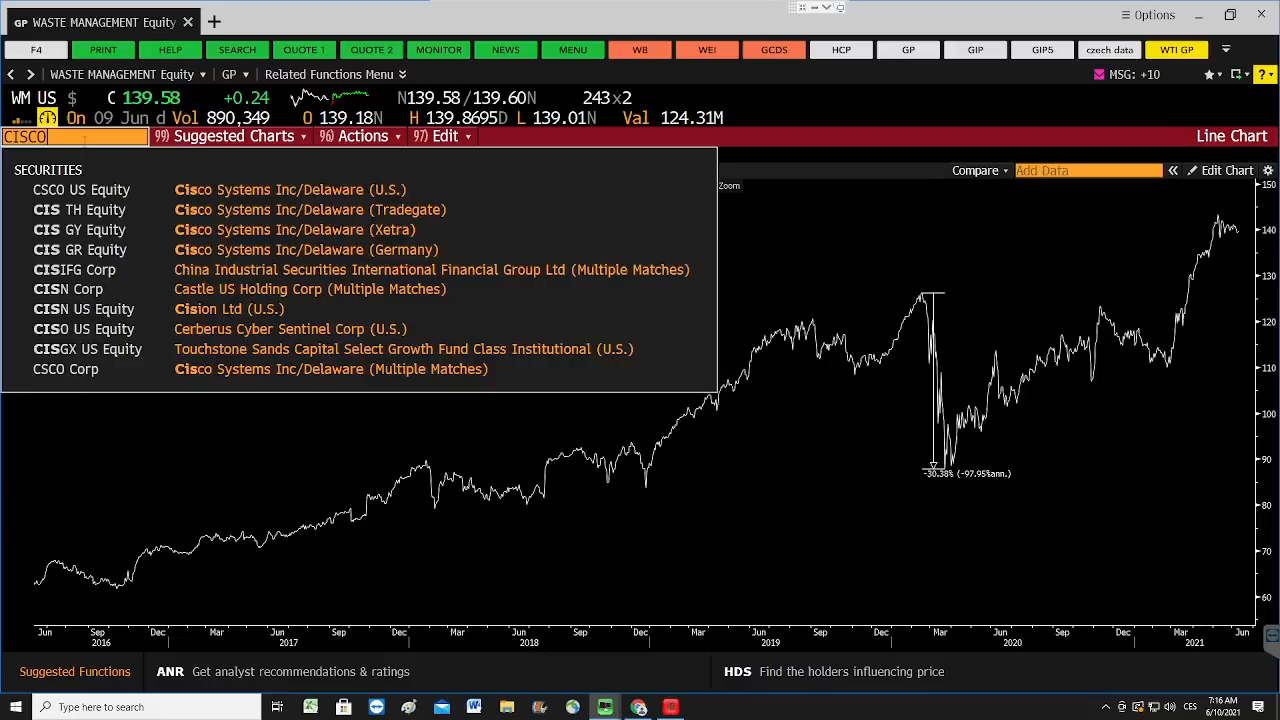 GP WASTE MANAGEMENT Equity ✕ +
Options
F4 PRINT HELP SEARCH QUOTE 1 QUOTE 2 MONITOR NEWS MENU WB WEI GCDS HCP GP GIP GIP5 czech data WTI GP
< > WASTE MANAGEMENT Equity GP Related Functions Menu MSG: +10 ?
WM US $ C 139.58 +0.24 N139.58/139.60N 243x2
On 09 Jun d Vol 890,349 O 139.18N H 139.8695D L 139.01N Val 124.31M
CISCO 99) Suggested Charts 96) Actions 97) Edit Line Chart
SECURITIES
Compare Add Data « Edit Chart
Zoom
CSCO US Equity Cisco Systems Inc/Delaware (U.S.)
CIS TH Equity Cisco Systems Inc/Delaware (Tradegate)
CIS GY Equity Cisco Systems Inc/Delaware (Xetra)
CIS GR Equity Cisco Systems Inc/Delaware (Germany)
CISIFG Corp China Industrial Securities International Financial Group Ltd (Multiple Matches)
CISN Corp Castle US Holding Corp (Multiple Matches)
CISN US Equity Cision Ltd (U.S.)
CISO US Equity Cerberus Cyber Sentinel Corp (U.S.)
CISGX US Equity Touchstone Sands Capital Select Growth Fund Class Institutional (U.S.)
CSCO Corp Cisco Systems Inc/Delaware (Multiple Matches)
150
140
130
120
110
100
90
80
70
60
-30.38% (-97.95%ann.)
Jun Sep Dec Mar Jun Sep Dec Mar Jun Sep Dec Mar Jun Sep Dec Mar Jun Sep Dec Mar Jun
2016 2017 2018 2019 2020 2021
Suggested Functions ANR Get analyst recommendations & ratings HDS Find the holders influencing price
Type here to search
CES
7:16 AM
6/10/2021